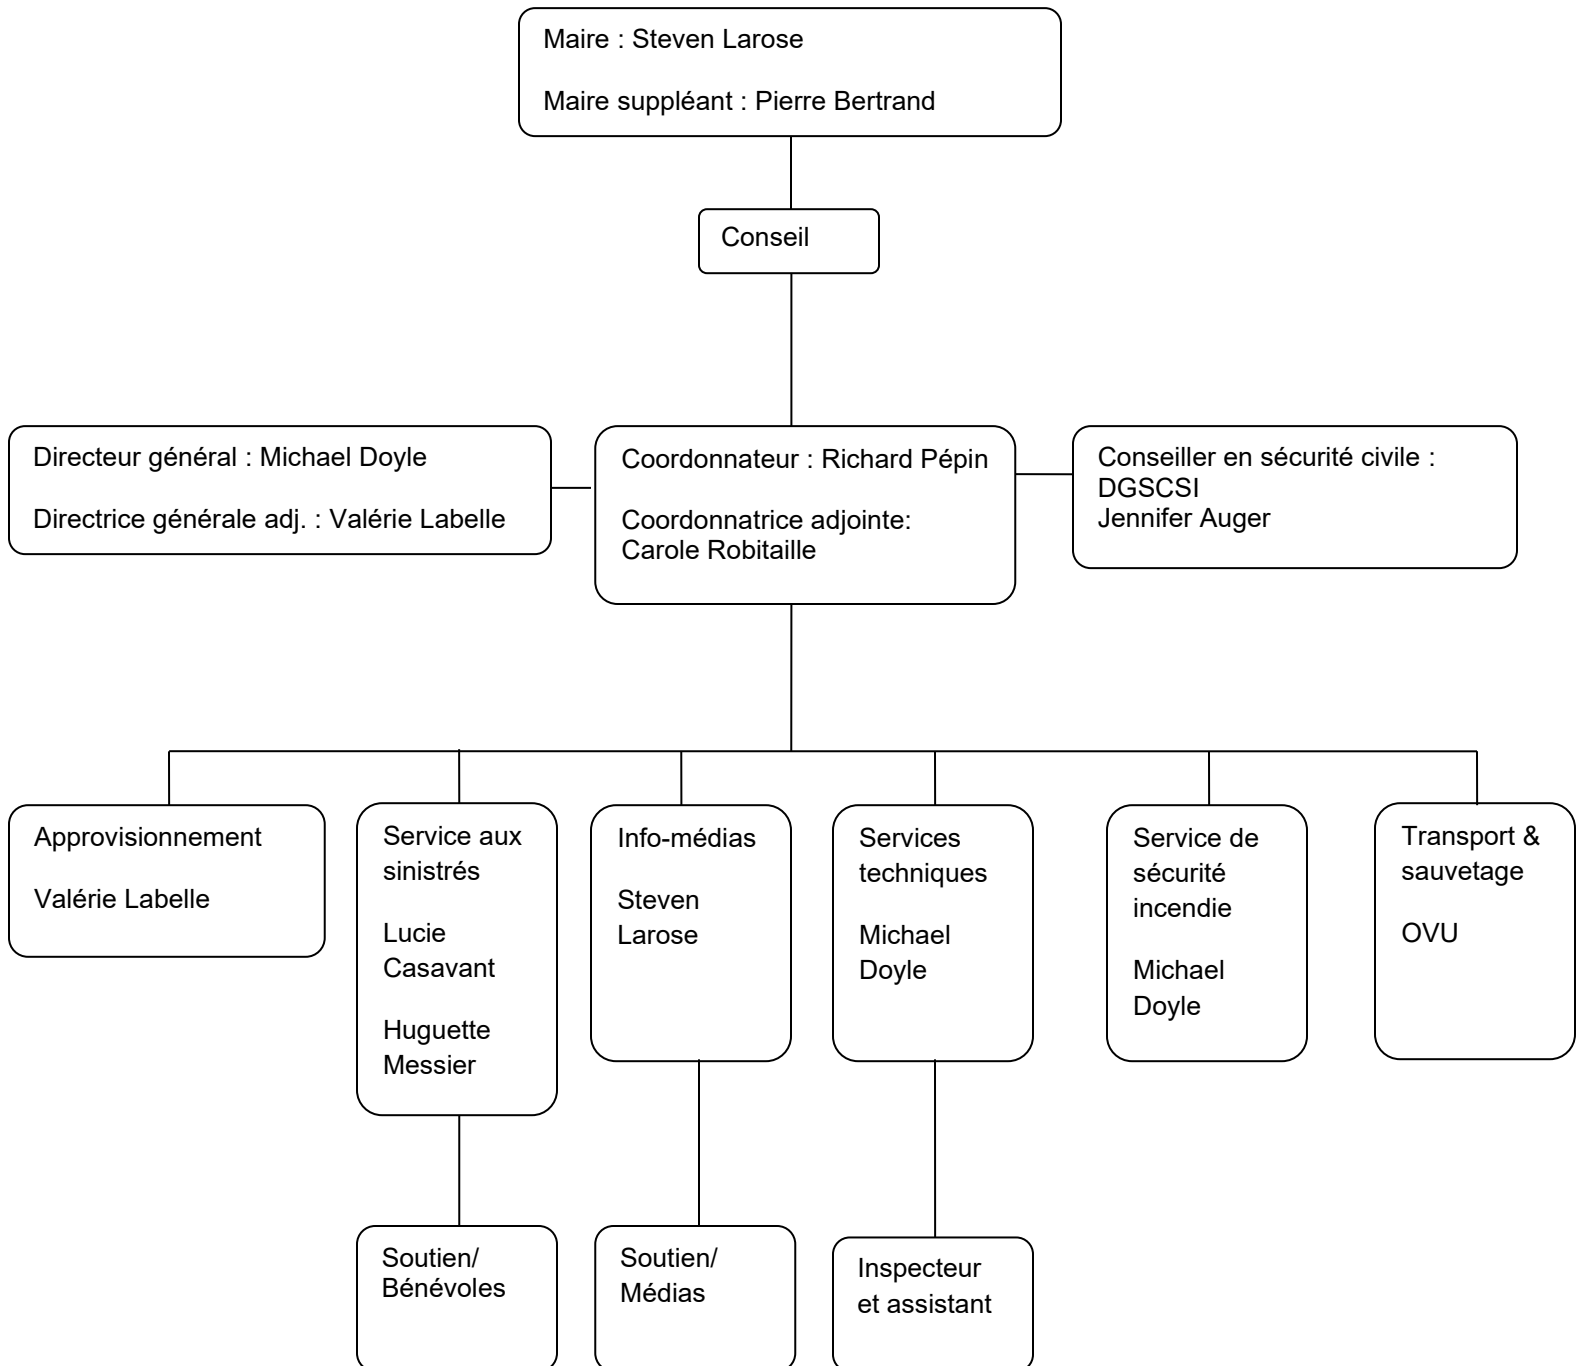 Maire : Steven Larose
Maire suppléant : Pierre Bertrand
Conseil
Directeur général : Michael Doyle
Directrice générale adj. : Valérie Labelle
Coordonnateur : Richard Pépin
Coordonnatrice adjointe:
Carole Robitaille
Conseiller en sécurité civile :
DGSCSI
Jennifer Auger
Approvisionnement
Valérie Labelle
Service aux
sinistrés
Lucie
Casavant
Huguette
Messier
Info-médias
Steven
Larose
Services
techniques
Michael
Doyle
Service de
sécurité
incendie
Michael
Doyle
Transport &
sauvetage
OVU
Soutien/
Bénévoles
Soutien/
Médias
Inspecteur
et assistant